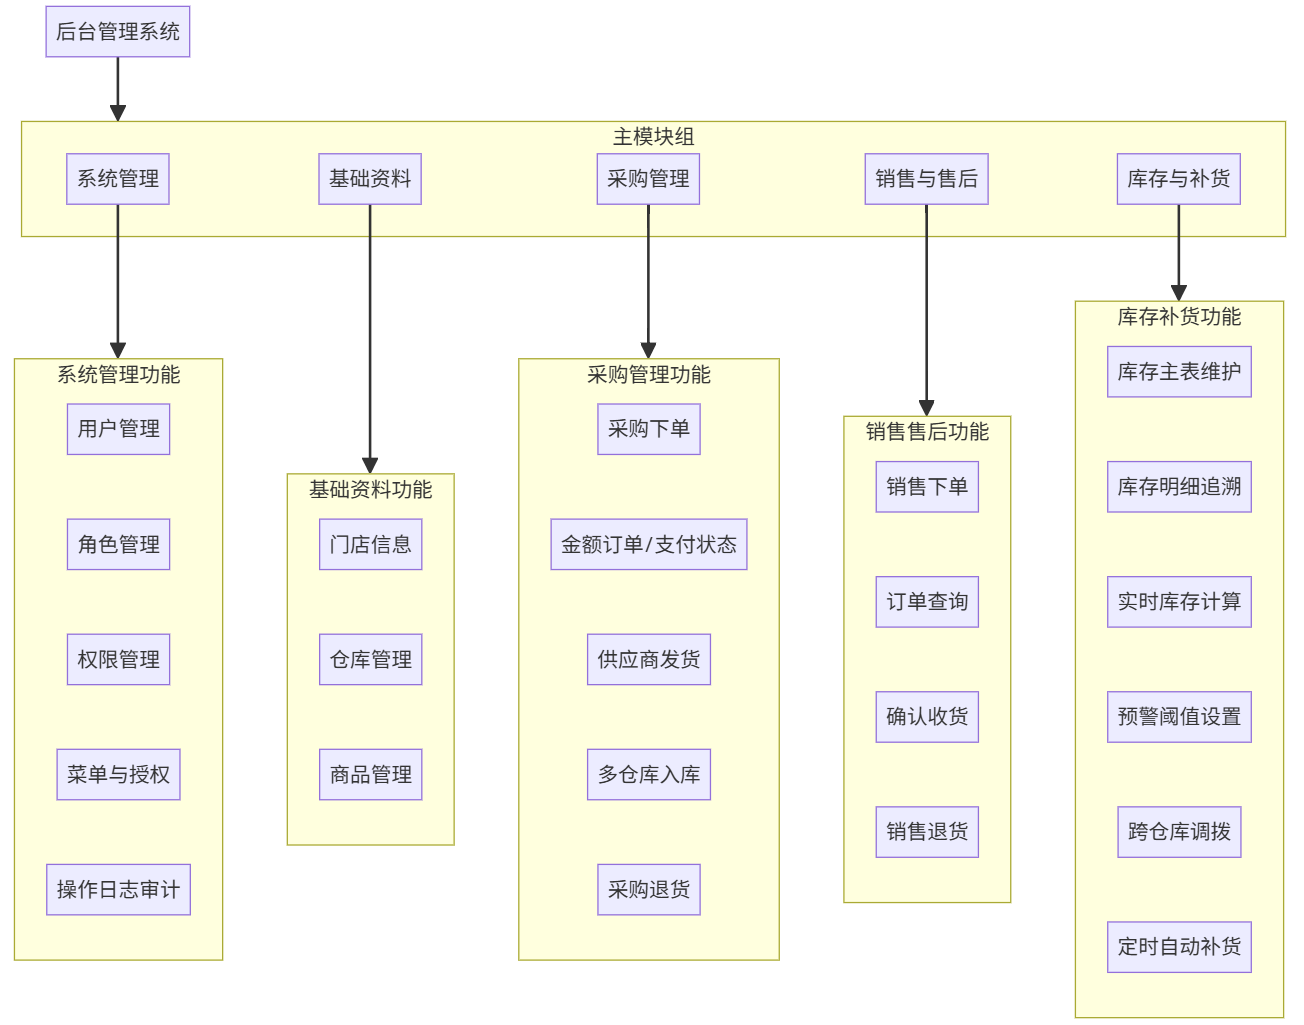 后台管理系统
主模块组
系统管理
基础资料
采购管理
销售与售后
库存与补货
系统管理功能
用户管理
角色管理
权限管理
菜单与授权
操作日志审计
基础资料功能
门店信息
仓库管理
商品管理
采购管理功能
采购下单
金额订单/支付状态
供应商发货
多仓库入库
采购退货
销售售后功能
销售下单
订单查询
确认收货
销售退货
库存补货功能
库存主表维护
库存明细追溯
实时库存计算
预警阈值设置
跨仓库调拨
定时自动补货